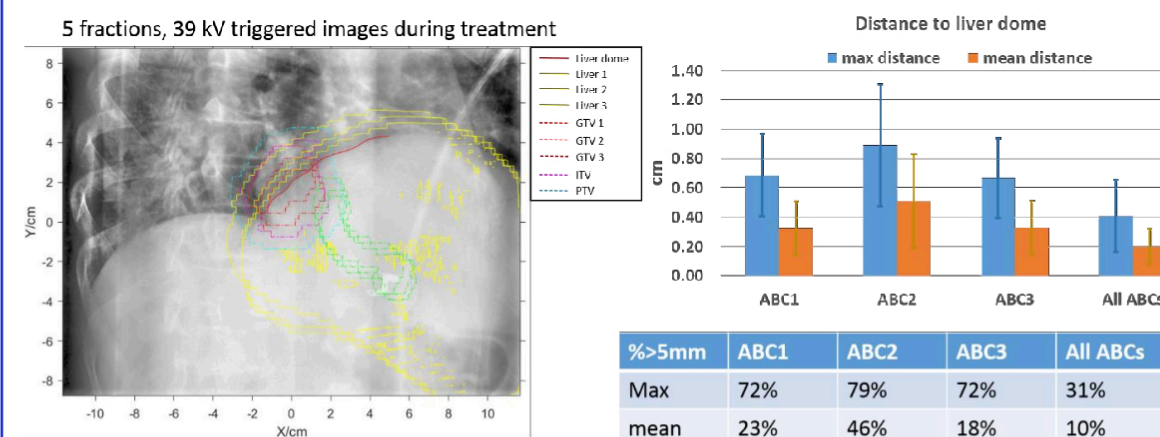 5 fractions, 39 kV triggered images during treatment
8
6
4
2
0
-2
-4
-6
-8
Y/cm
-10 -8 -6 -4 -2 0 2 4 6 8 10
X/cm
Liver dome
Liver 1
Liver 2
Liver 3
GTV 1
GTV 2
GTV 3
ITV
PTV
Distance to liver dome
max distance mean distance
1.40
1.20
1.00
0.80
0.60
0.40
0.20
0.00
cm
ABC1 ABC2 ABC3 All ABCs
%>5mm ABC1 ABC2 ABC3 All ABCs
Max 72% 79% 72% 31%
mean 23% 46% 18% 10%